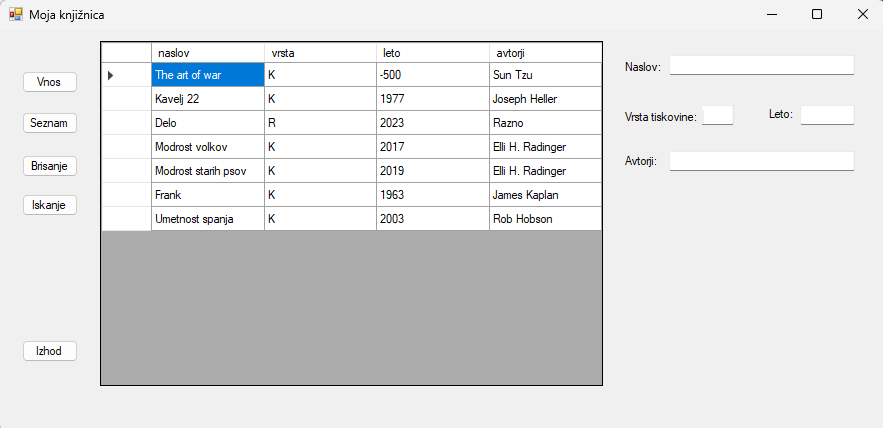 Moja knjižnica
Vnos
Seznam
Brisanje
Iskanje
Izhod
naslov vrsta leto avtorji
The art of war K -500 Sun Tzu
Kavelj 22 K 1977 Joseph Heller
Delo R 2023 Razno
Modrost volkov K 2017 Elli H. Radinger
Modrost starih psov K 2019 Elli H. Radinger
Frank K 1963 James Kaplan
Umetnost spanja K 2003 Rob Hobson
Naslov:
Vrsta tiskovine: Leto:
Avtorji: